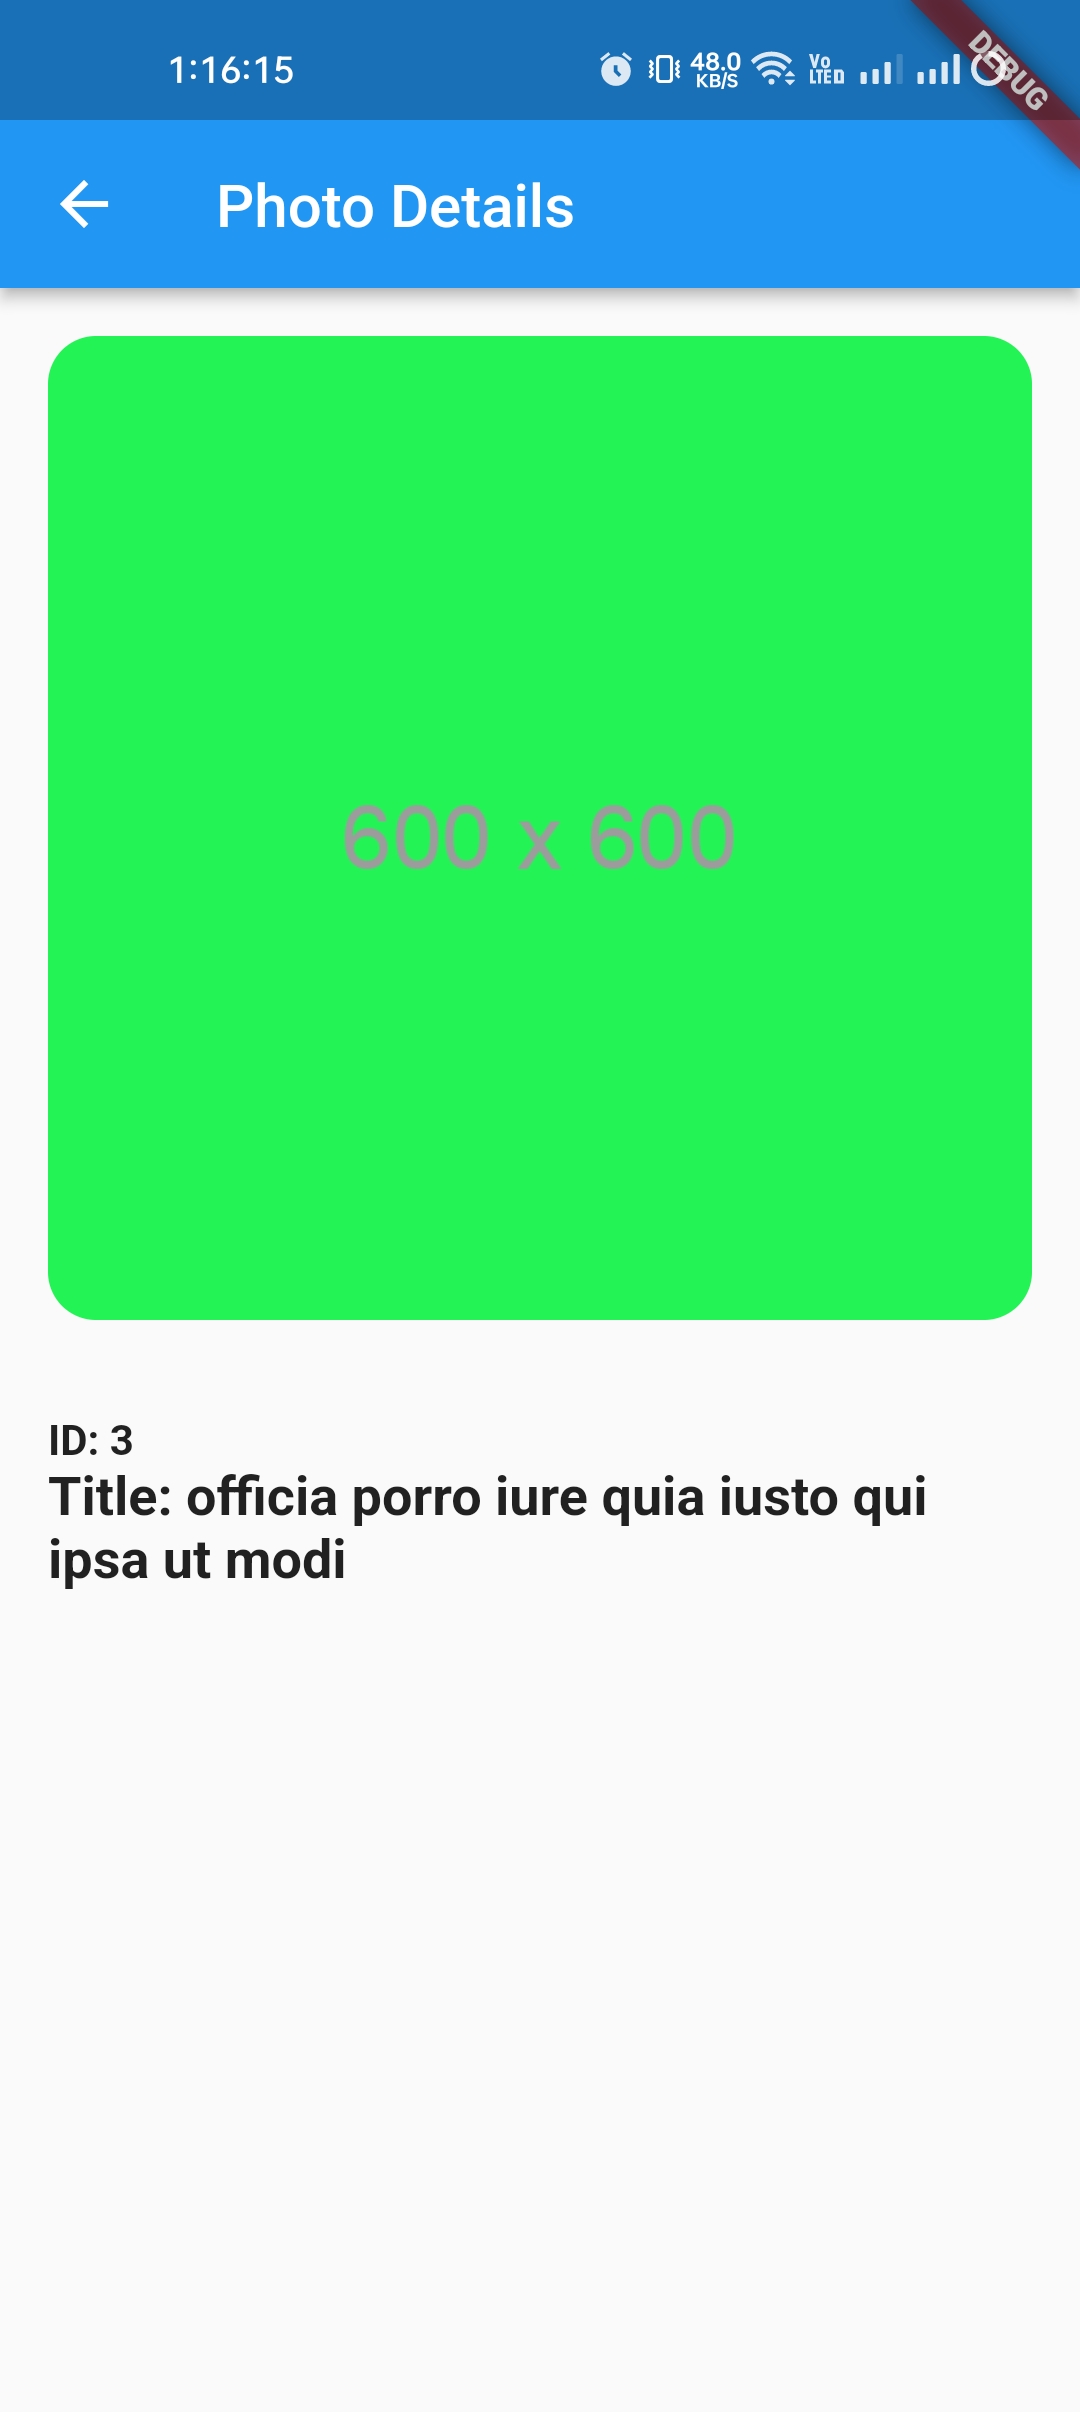 1:16:15
48.0
KB/S
Vo
LTE
DEBUG
Photo Details
600 x 600
ID: 3
Title: officia porro iure quia iusto qui
ipsa ut modi